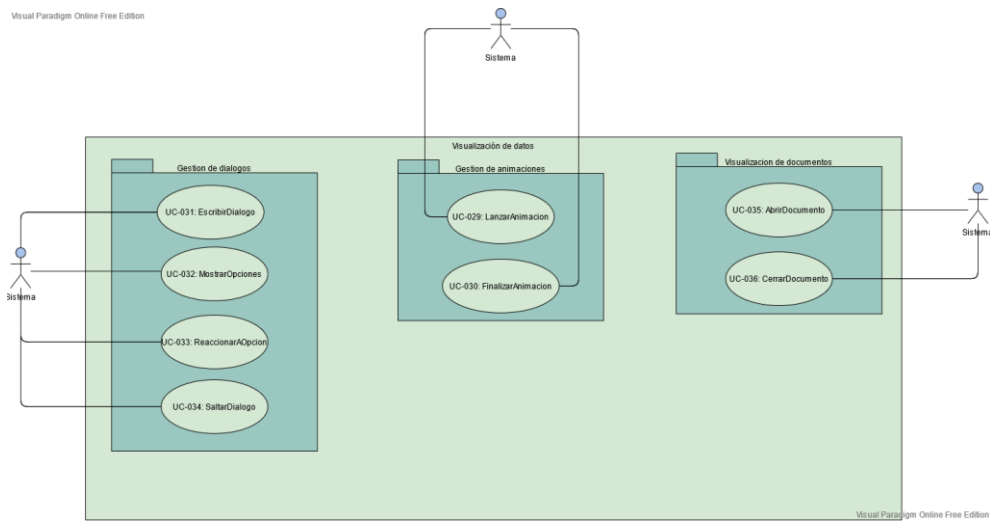 Visual Paradigm Online Free Edition
Sistema
Visualización de datos
Gestion de dialogos
UC-031: EscribirDialogo
UC-032: MostrarOpciones
UC-033: ReaccionarAOpcion
UC-034: SaltarDialogo
Sistema
Gestion de animaciones
UC-029: LanzarAnimacion
UC-030: FinalizarAnimacion
Visualizacion de documentos
UC-035: AbrirDocumento
UC-036: CerrarDocumento
Sistema
Visual Paradigm Online Free Edition